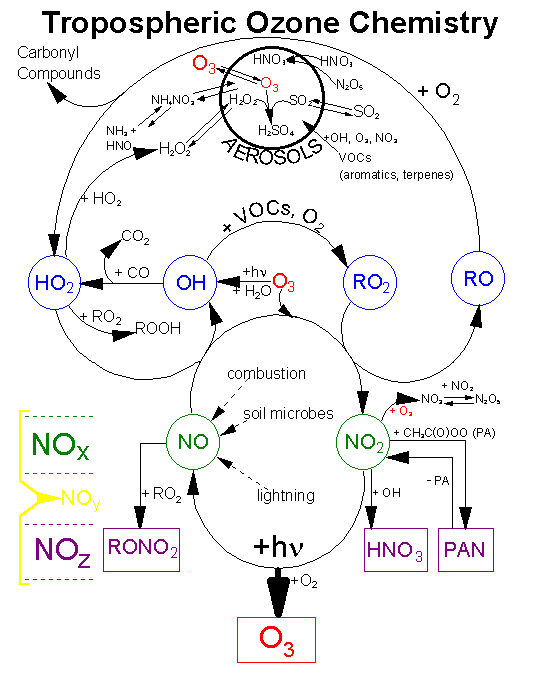 Tropospheric Ozone Chemistry
Carbonyl
Compounds
O₃
O₃
HNO₃
HNO₃
N₂O₅
+ O₂
NH₄NO₃
H₂O₂
SO₂
SO₂
NH₃ +
HNO₃
H₂O₂
H₂SO₄
AEROSOLS
+OH, O₃, NO₃
VOCs
(aromatics, terpenes)
+ HO₂
CO₂
+ VOCs, O₂
HO₂
+ CO
OH
+hν
+ H₂O
O₃
RO₂
RO
+ RO₂
ROOH
combustion
soil microbes
lightning
NO
NO₂
+ O₃
NO₃
+ NO₂
N₂O₅
+ CH₃C(O)OO (PA)
- PA
+ OH
+ RO₂
NOX
NOy
NOZ
RONO₂
+hν
+ O₂
HNO₃
PAN
O₃